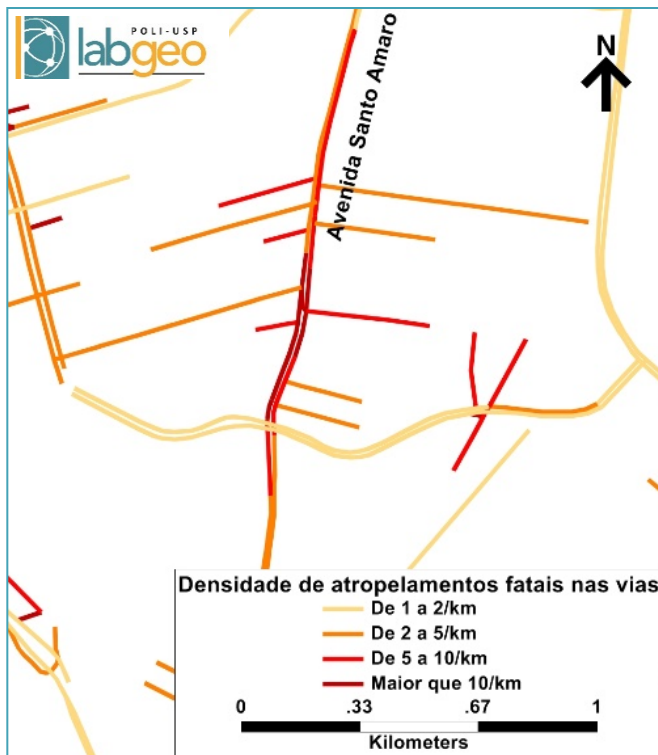 POLI-USP
labgeo
N
Avenida Santo Amaro
Densidade de atropelamentos fatais nas vias
De 1 a 2/km
De 2 a 5/km
De 5 a 10/km
Maior que 10/km
0 .33 .67 1
Kilometers